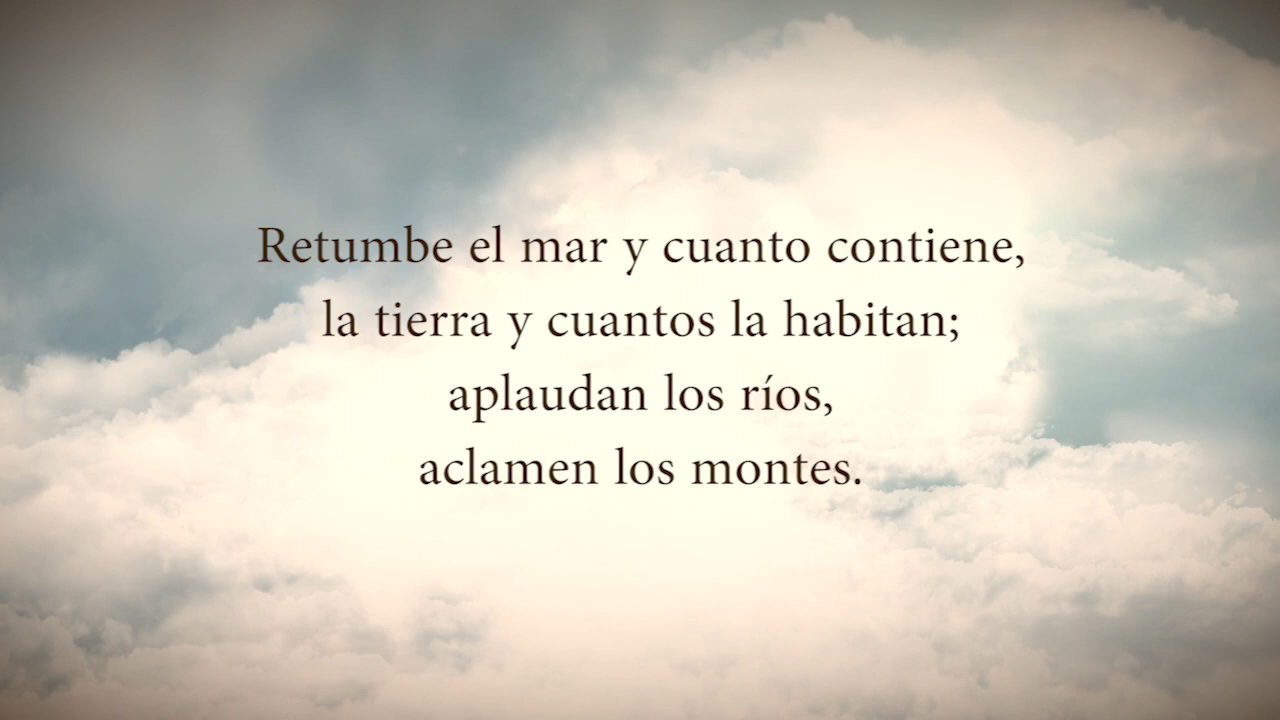 Retumbe el mar y cuanto contiene,
la tierra y cuantos la habitan;
aplaudan los ríos,
aclamen los montes.